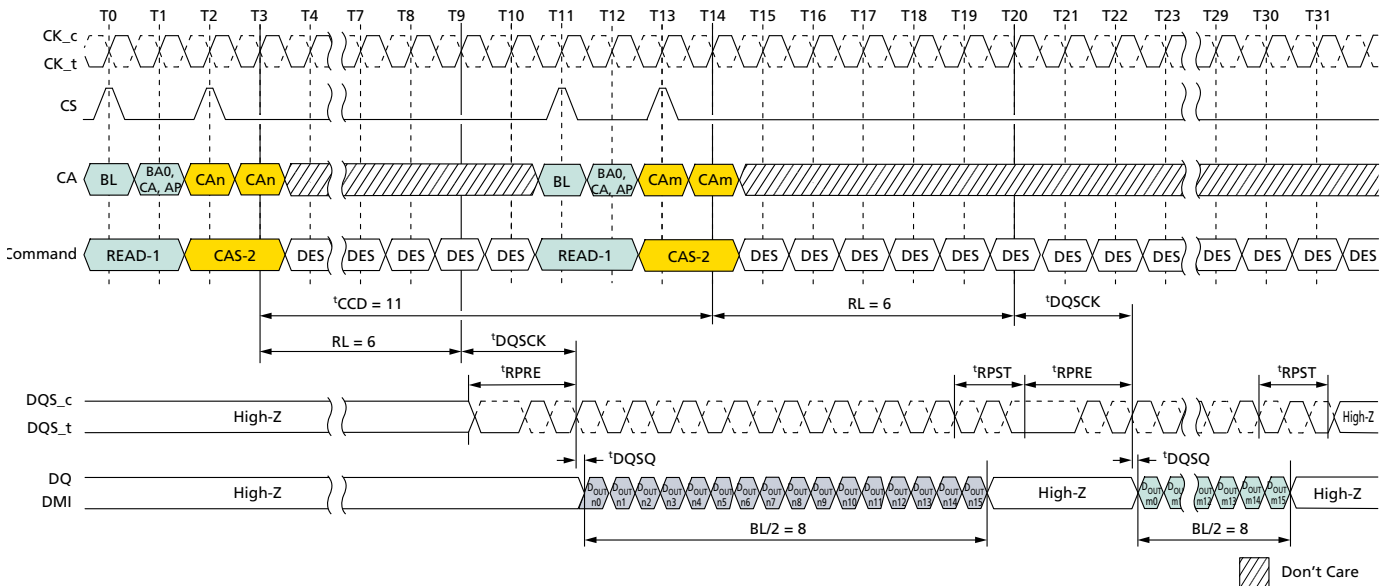 T0 T1 T2 T3 T4 T7 T8 T9 T10 T11 T12 T13 T14 T15 T16 T17 T18 T19 T20 T21 T22 T23 T29 T30 T31
CK_c
CK_t
CS
CA BL BA0, CA, AP CAn CAn BL BA0, CA, AP CAm CAm
Command READ-1 CAS-2 DES DES DES DES DES READ-1 CAS-2 DES DES DES DES DES DES DES DES DES DES DES DES DES
tCCD = 11 RL = 6 tDQSCK
RL = 6 tDQSCK
tRPRE tRPST tRPRE tRPST
DQS_c
DQS_t
High-Z High-Z
tDQSQ tDQSQ
DQ
DMI
High-Z DOUT n0 DOUT n1 DOUT n2 DOUT n3 DOUT n4 DOUT n5 DOUT n6 DOUT n7 DOUT n8 DOUT n9 DOUT n10 DOUT n11 DOUT n12 DOUT n13 DOUT n14 DOUT n15 High-Z DOUT m0 DOUT m1 DOUT m12 DOUT m13 DOUT m14 DOUT m15 High-Z
BL/2 = 8 BL/2 = 8
Don't Care